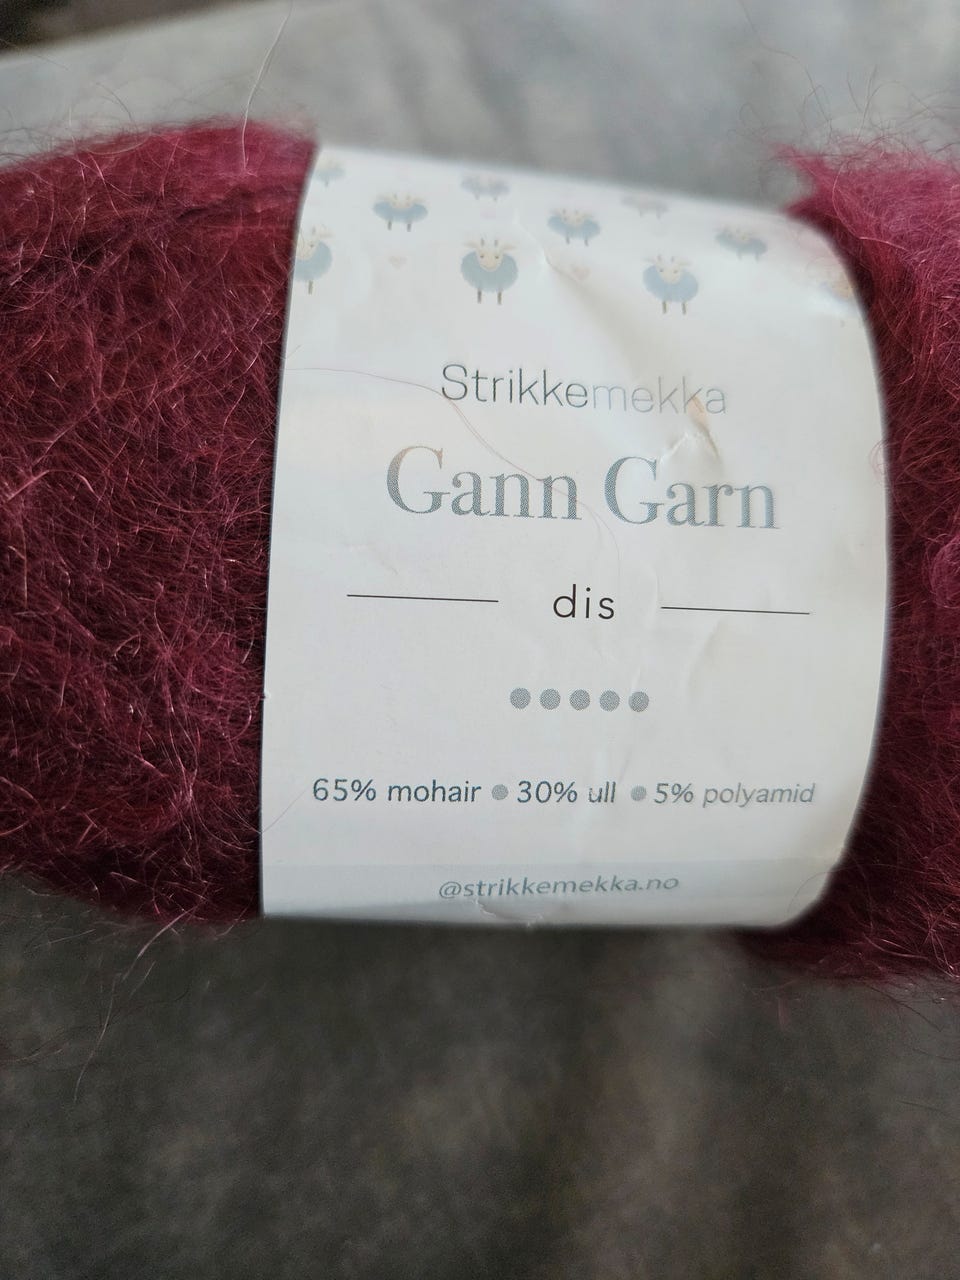 Strikkemekka
Gann Garn
dis
65% mohair • 30% ull • 5% polyamid
@strikkemekka.no